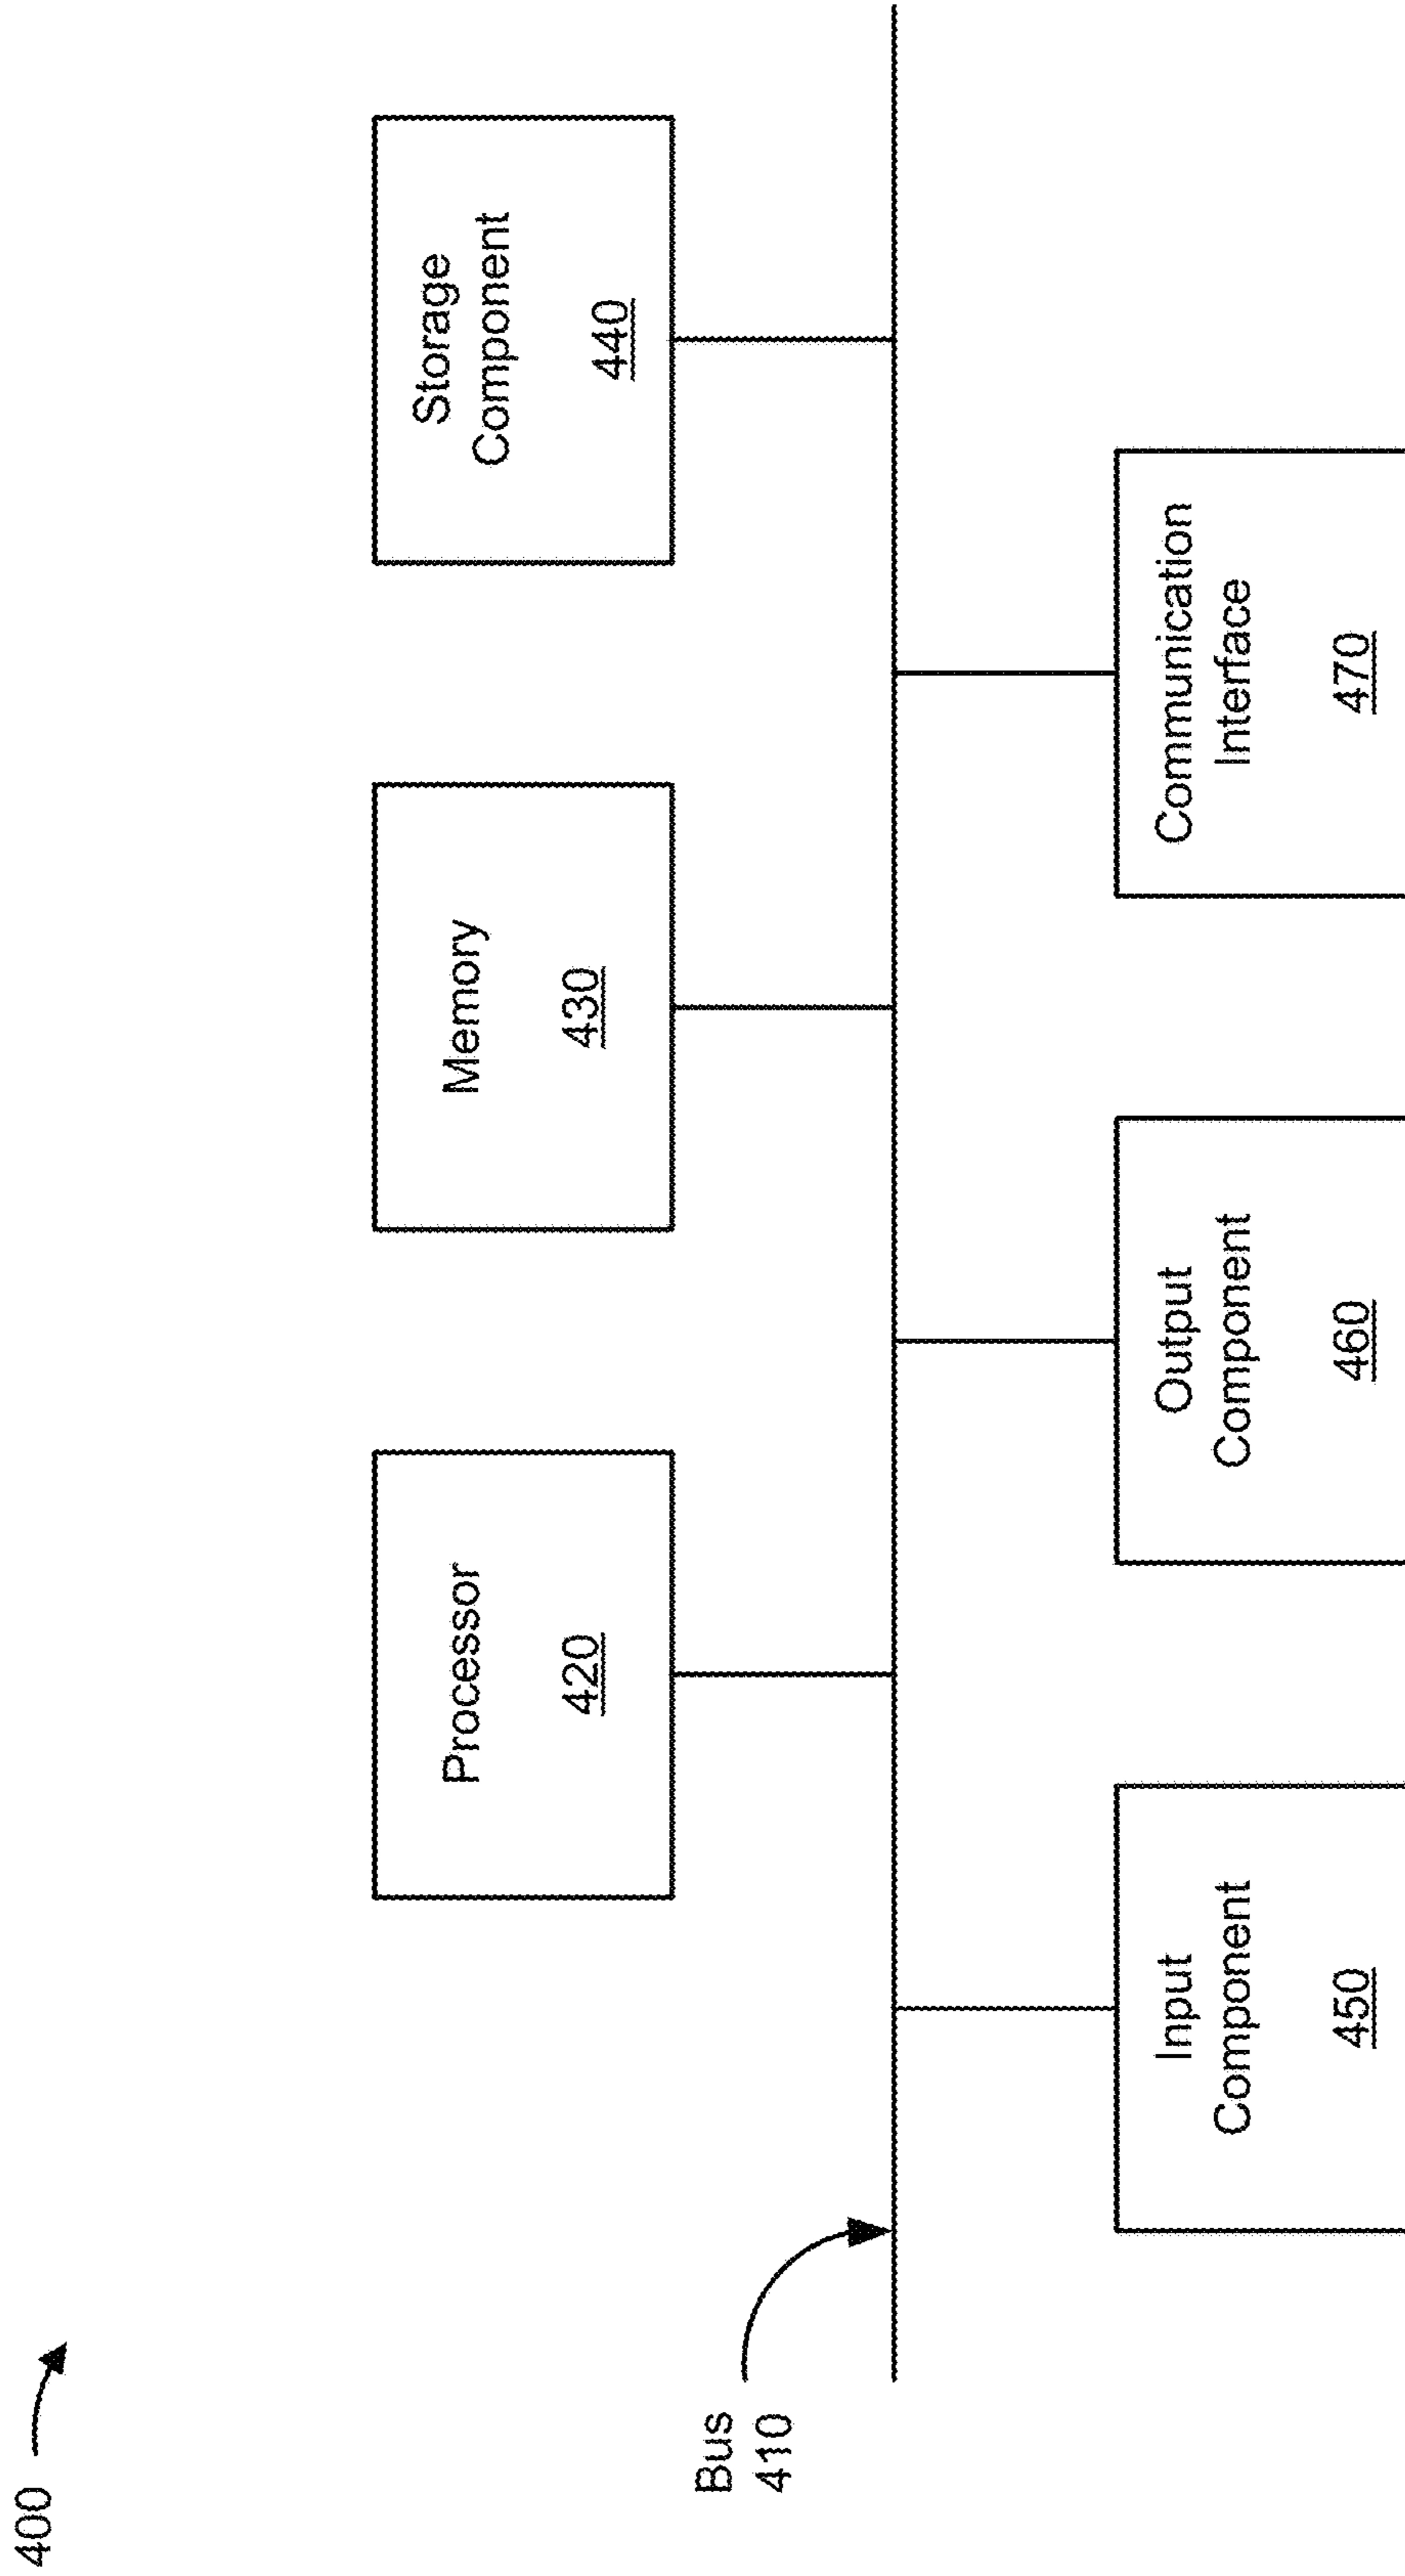 400
Processor
420
Memory
430
Storage
Component
440
Bus
410
Input
Component
450
Output
Component
460
Communication
Interface
470